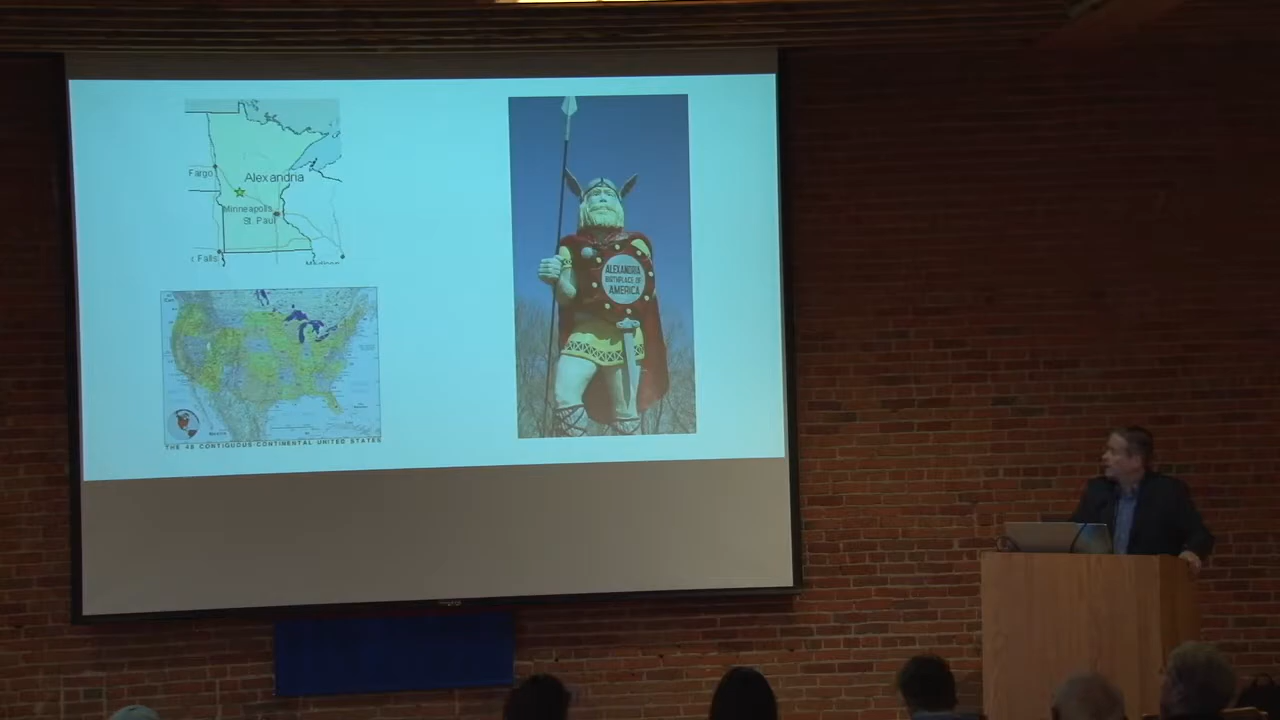 Fargo
Alexandria
Minneapolis
St. Paul
Falls
THE 48 CONTIGUOUS CONTINENTAL UNITED STATES
ALEXANDRIA
BIRTHPLACE OF
AMERICA